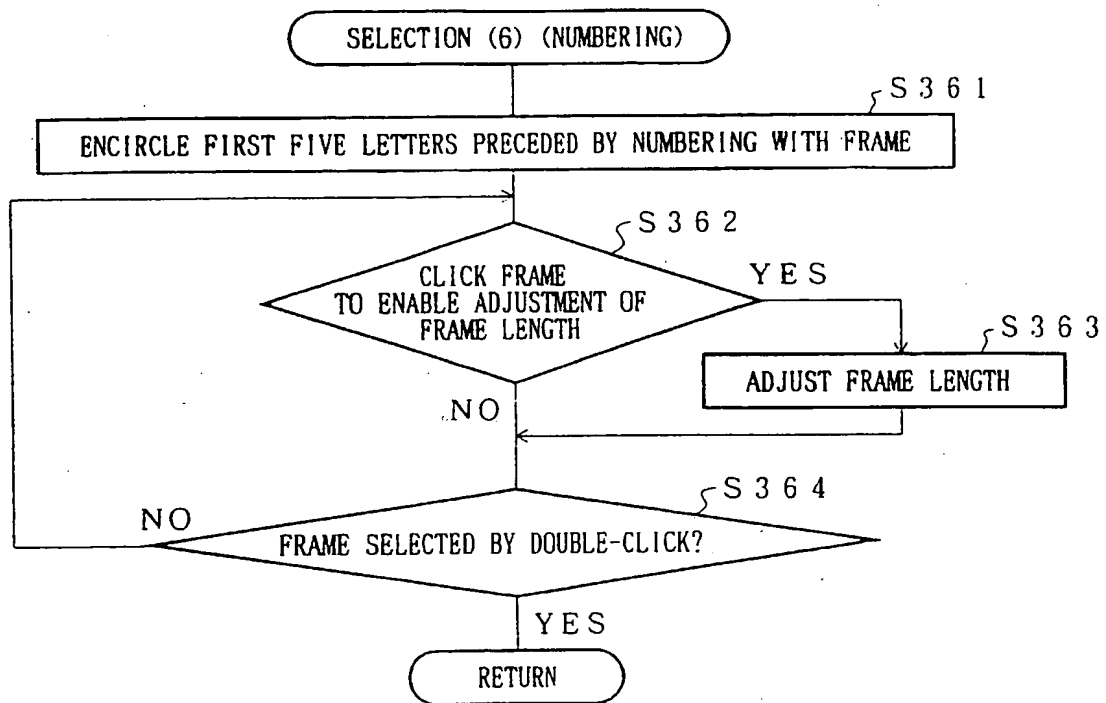 SELECTION (6) (NUMBERING)
S361
ENCIRCLE FIRST FIVE LETTERS PRECEDED BY NUMBERING WITH FRAME
S362
CLICK FRAME
TO ENABLE ADJUSTMENT OF
FRAME LENGTH
YES
S363
ADJUST FRAME LENGTH
NO
S364
NO
FRAME SELECTED BY DOUBLE-CLICK?
YES
RETURN